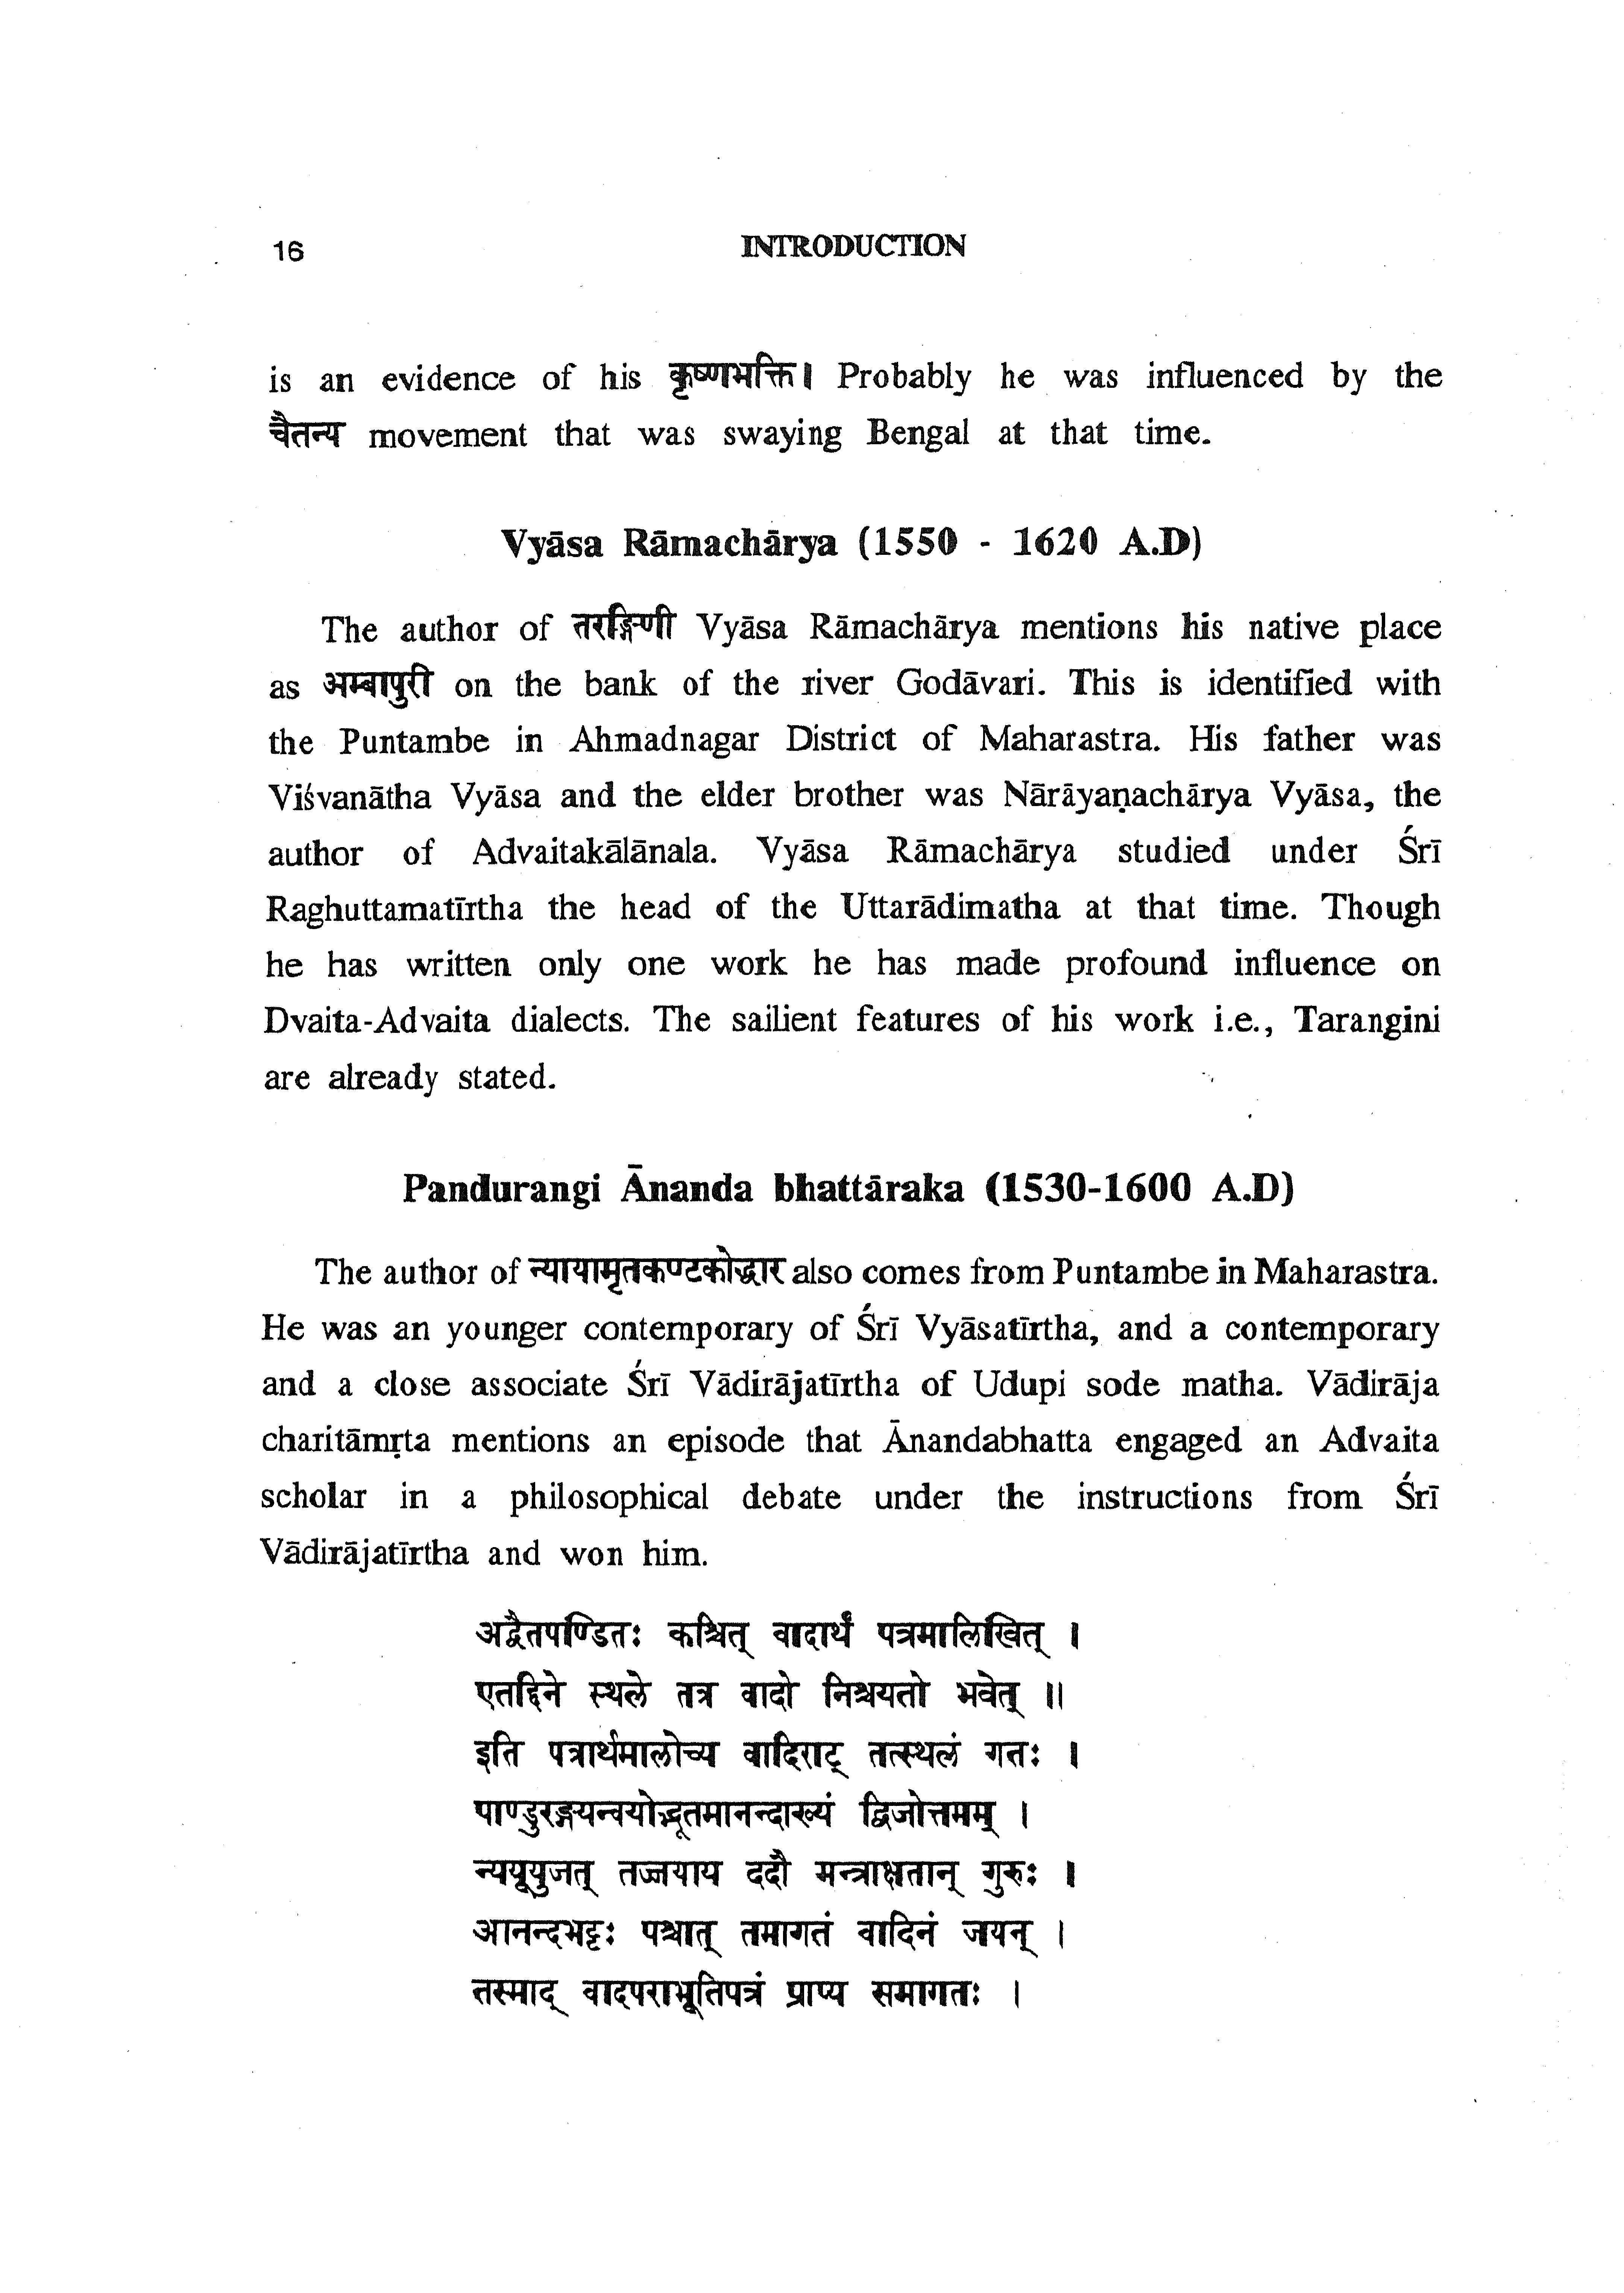 16
INTRODUCTION
is an evidence of his कृष्णभक्ति। Probably he was influenced by the
चैतन्य movement that was swaying Bengal at that time.
Vyāsa Rāmachārya (1550 - 1620 A.D)
The author of तरङ्गिणी Vyāsa Rāmachārya mentions his native place
as अम्बापुरी on the bank of the river Godāvari. This is identified with
the Puntambe in Ahmadnagar District of Maharastra. His father was
Viśvanātha Vyāsa and the elder brother was Nārāyaṇachārya Vyāsa, the
author of Advaitakālānala. Vyāsa Rāmachārya studied under Śrī
Raghuttamatīrtha the head of the Uttarādimatha at that time. Though
he has written only one work he has made profound influence on
Dvaita-Advaita dialects. The sailient features of his work i.e., Tarangini
are already stated.
Pandurangi Ānanda bhattāraka (1530-1600 A.D)
The author of न्यायामृतकण्टकोद्धार also comes from Puntambe in Maharastra.
He was an younger contemporary of Śrī Vyāsatīrtha, and a contemporary
and a close associate Śrī Vādirājatīrtha of Udupi sode matha. Vādirāja
charitāmṛta mentions an episode that Ānandabhatta engaged an Advaita
scholar in a philosophical debate under the instructions from Śrī
Vādirājatīrtha and won him.
अद्वैतपण्डितः कश्चित् वादार्थं पत्रमालिखित् ।
एतद्दिने स्थले तत्र वादो निश्चयतो भवेत् ॥
इति पत्रार्थमालोच्य वादिराट् तत्स्थलं गतः ।
पाण्डुरङ्गयन्वयोद्भूतमानन्दाख्यं द्विजोत्तमम् ।
न्ययूयुजत् तज्जयाय ददौ मन्त्राक्षतान् गुरुः ।
आनन्दभट्टः पश्चात् तमागतं वादिनं जयन् ।
तस्माद् वादपराभूतिपत्रं प्राप्य समागतः ।